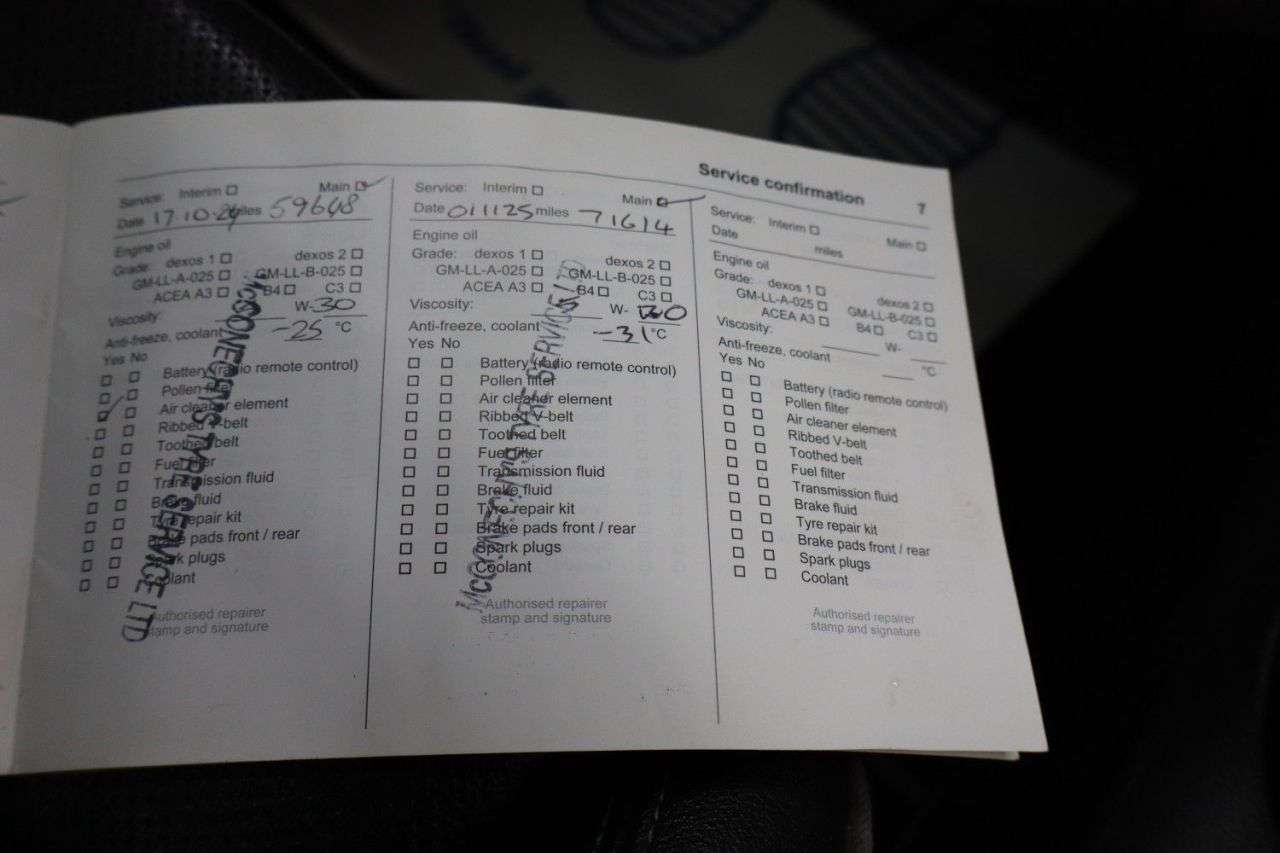 Service confirmation 7
Service: Interim Main
Date 17 10 24 miles 59648
Engine oil
Grade: dexos 1 dexos 2
GM-LL-A-025 GM-LL-B-025
ACEA A3 B4 C3
Viscosity: W-30
Anti-freeze, coolant -25 °C
Yes No
Battery (radio remote control)
Pollen filter
Air cleaner element
Ribbed V-belt
Toothed belt
Fuel filter
Transmission fluid
Brake fluid
Tyre repair kit
Brake pads front / rear
Spark plugs
Coolant
Authorised repairer
stamp and signature
Service: Interim Main
Date 011125 miles 71614
Engine oil
Grade: dexos 1 dexos 2
GM-LL-A-025 GM-LL-B-025
ACEA A3 B4 C3
Viscosity: W-
Anti-freeze, coolant -31 °C
Yes No
Battery (radio remote control)
Pollen filter
Air cleaner element
Ribbed V-belt
Toothed belt
Fuel filter
Transmission fluid
Brake fluid
Tyre repair kit
Brake pads front / rear
Spark plugs
Coolant
Authorised repairer
stamp and signature
Service: Interim Main
Date miles
Engine oil
Grade: dexos 1 dexos 2
GM-LL-A-025 GM-LL-B-025
ACEA A3 B4 C3
Viscosity: W-
Anti-freeze, coolant °C
Yes No
Battery (radio remote control)
Pollen filter
Air cleaner element
Ribbed V-belt
Toothed belt
Fuel filter
Transmission fluid
Brake fluid
Tyre repair kit
Brake pads front / rear
Spark plugs
Coolant
Authorised repairer
stamp and signature